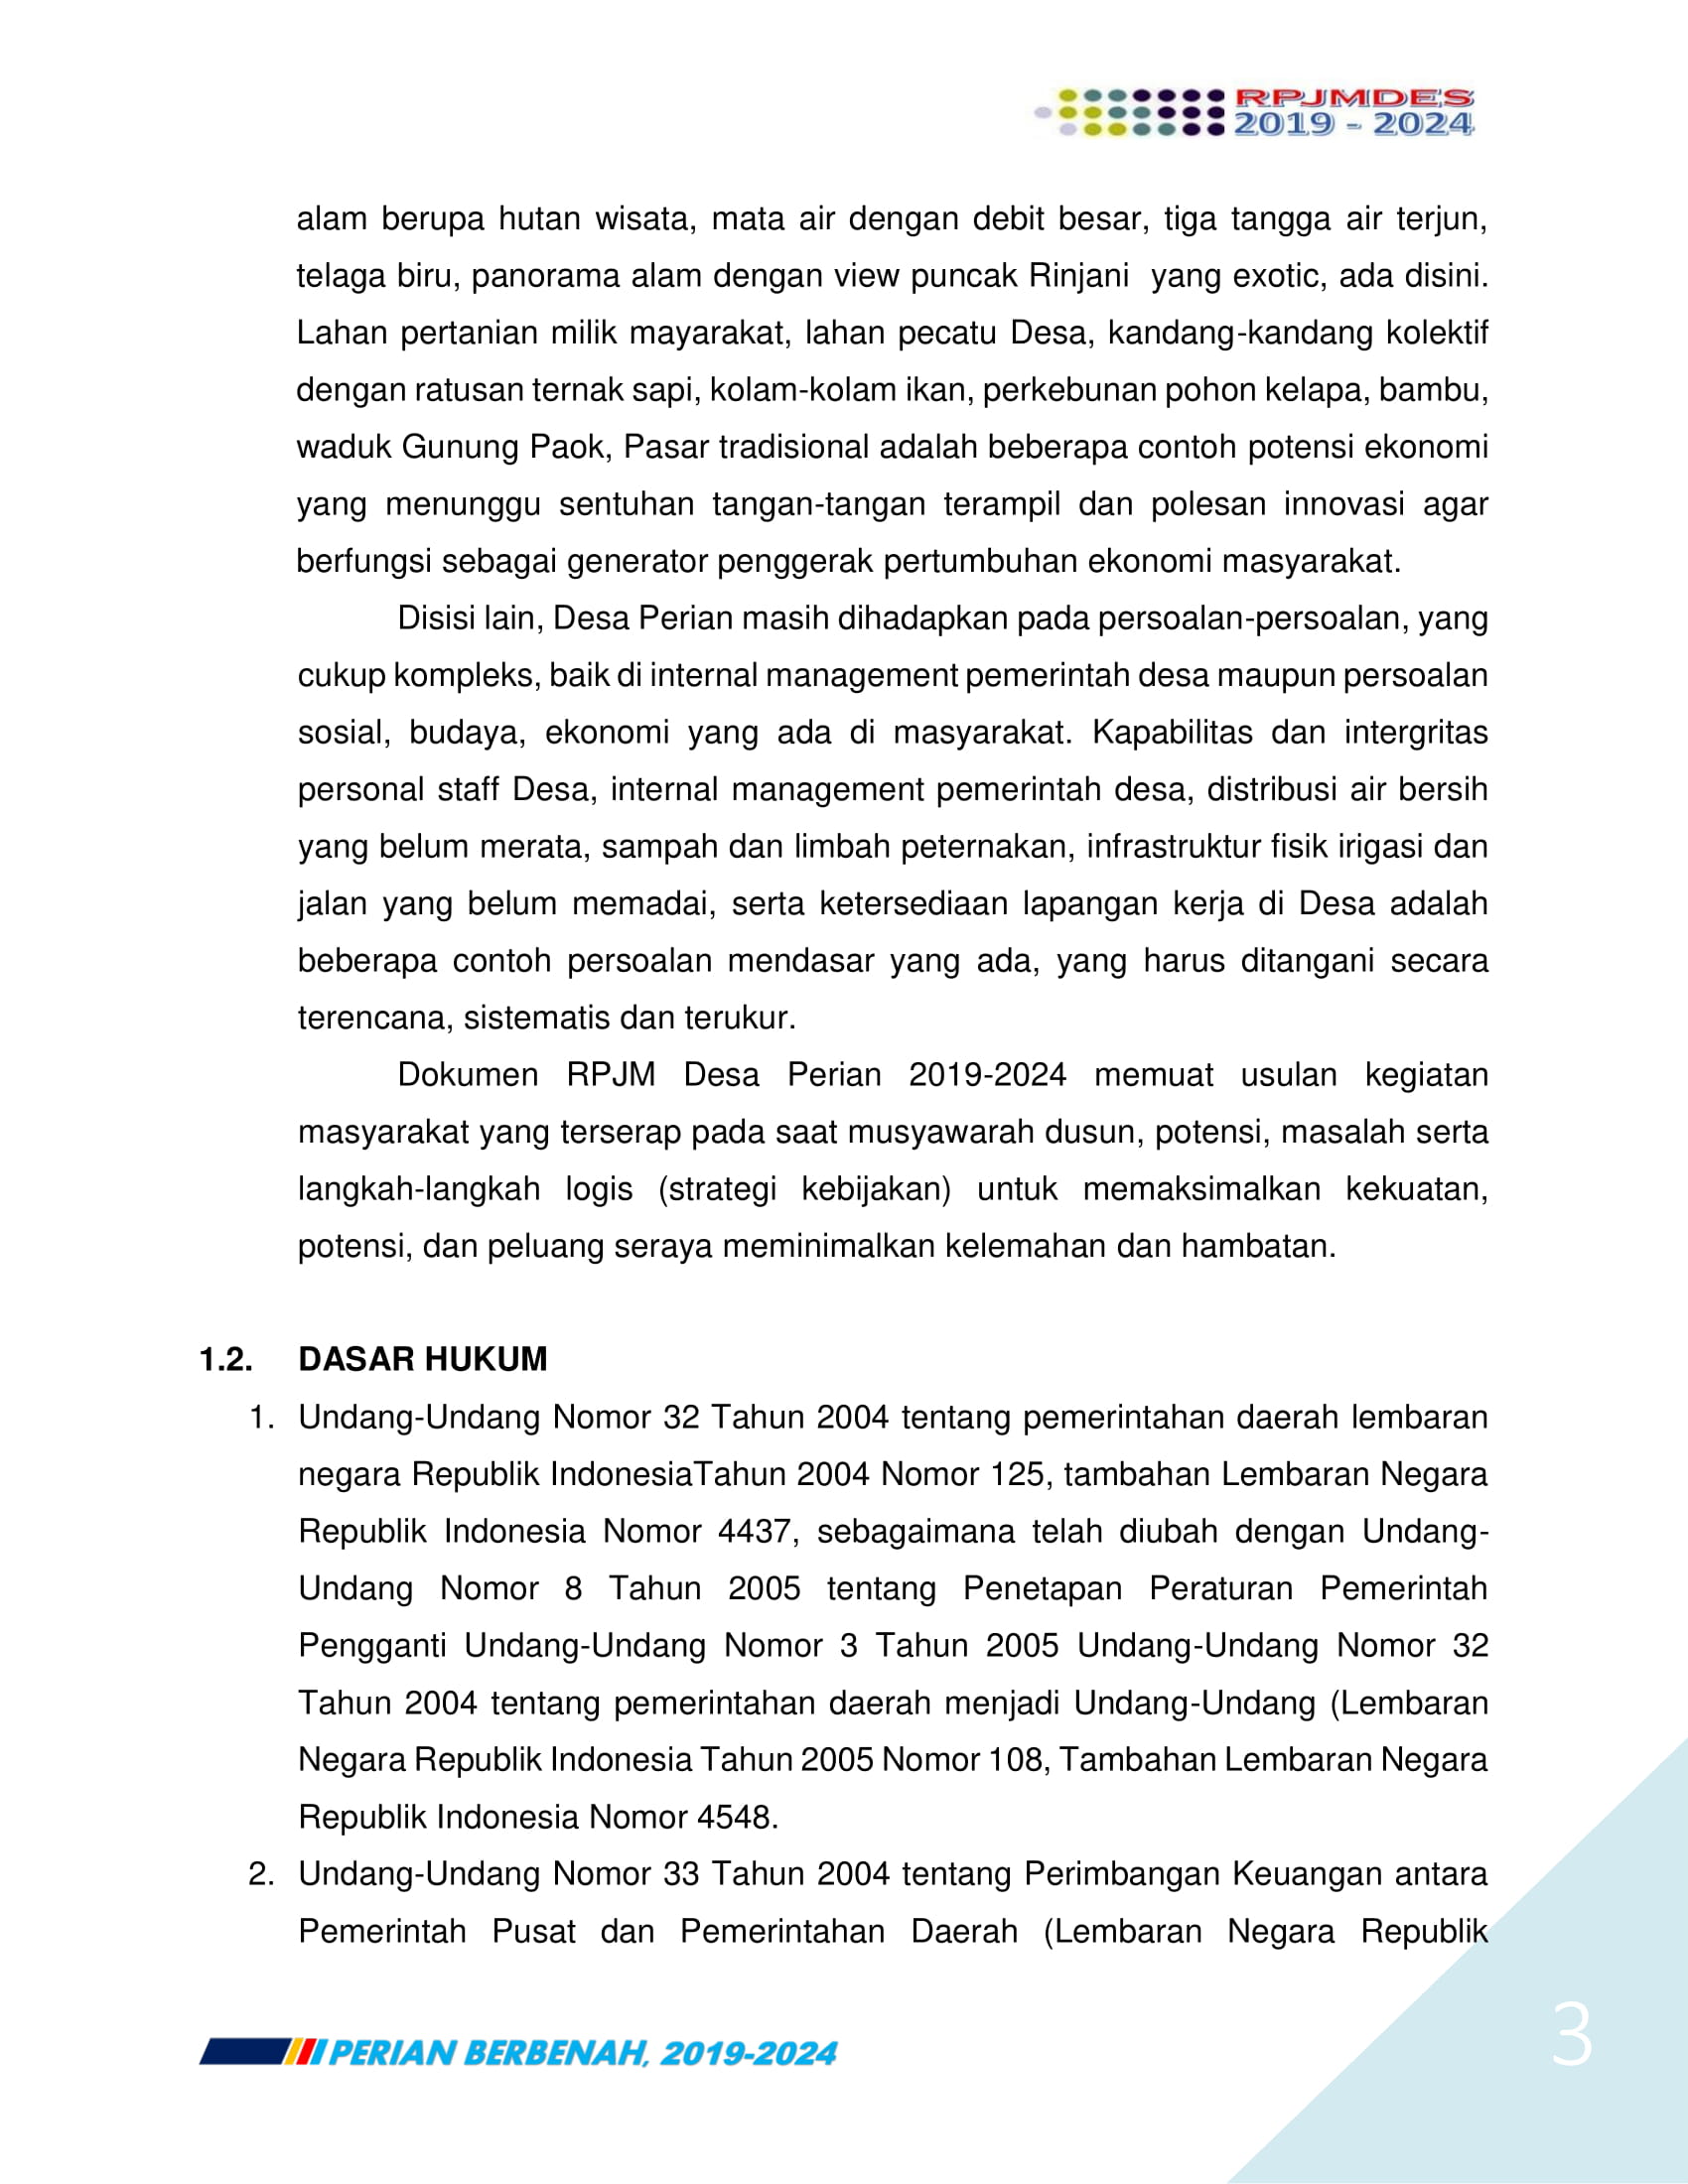 RPJMDES
2019 - 2024
alam berupa hutan wisata, mata air dengan debit besar, tiga tangga air terjun,
telaga biru, panorama alam dengan view puncak Rinjani  yang exotic, ada disini.
Lahan pertanian milik mayarakat, lahan pecatu Desa, kandang-kandang kolektif
dengan ratusan ternak sapi, kolam-kolam ikan, perkebunan pohon kelapa, bambu,
waduk Gunung Paok, Pasar tradisional adalah beberapa contoh potensi ekonomi
yang menunggu sentuhan tangan-tangan terampil dan polesan innovasi agar
berfungsi sebagai generator penggerak pertumbuhan ekonomi masyarakat.
Disisi lain, Desa Perian masih dihadapkan pada persoalan-persoalan, yang
cukup kompleks, baik di internal management pemerintah desa maupun persoalan
sosial, budaya, ekonomi yang ada di masyarakat. Kapabilitas dan intergritas
personal staff Desa, internal management pemerintah desa, distribusi air bersih
yang belum merata, sampah dan limbah peternakan, infrastruktur fisik irigasi dan
jalan yang belum memadai, serta ketersediaan lapangan kerja di Desa adalah
beberapa contoh persoalan mendasar yang ada, yang harus ditangani secara
terencana, sistematis dan terukur.
Dokumen RPJM Desa Perian 2019-2024 memuat usulan kegiatan
masyarakat yang terserap pada saat musyawarah dusun, potensi, masalah serta
langkah-langkah logis (strategi kebijakan) untuk memaksimalkan kekuatan,
potensi, dan peluang seraya meminimalkan kelemahan dan hambatan.
1.2. DASAR HUKUM
1. Undang-Undang Nomor 32 Tahun 2004 tentang pemerintahan daerah lembaran
negara Republik IndonesiaTahun 2004 Nomor 125, tambahan Lembaran Negara
Republik Indonesia Nomor 4437, sebagaimana telah diubah dengan Undang-
Undang Nomor 8 Tahun 2005 tentang Penetapan Peraturan Pemerintah
Pengganti Undang-Undang Nomor 3 Tahun 2005 Undang-Undang Nomor 32
Tahun 2004 tentang pemerintahan daerah menjadi Undang-Undang (Lembaran
Negara Republik Indonesia Tahun 2005 Nomor 108, Tambahan Lembaran Negara
Republik Indonesia Nomor 4548.
2. Undang-Undang Nomor 33 Tahun 2004 tentang Perimbangan Keuangan antara
Pemerintah Pusat dan Pemerintahan Daerah (Lembaran Negara Republik
PERIAN BERBENAH, 2019-2024
3